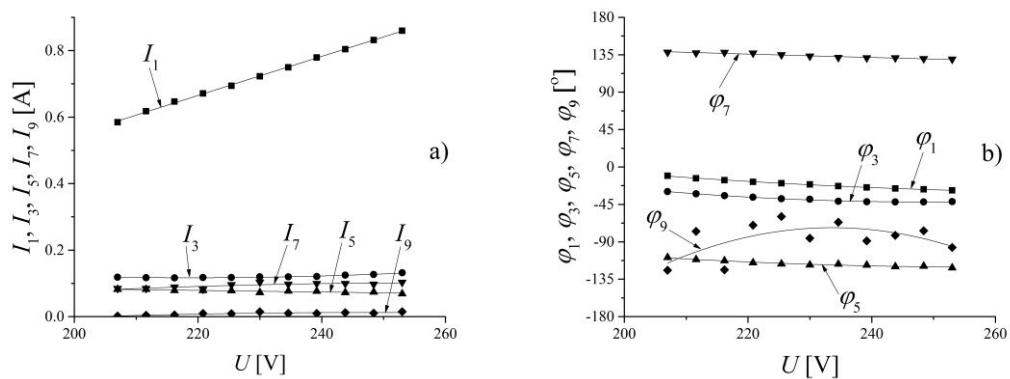 I₁, I₃, I₅, I₇, I₉ [A]
0.8
0.6
0.4
0.2
0.0
200
220
240
260
U [V]
I₁
a)
I₃
I₇
I₅
I₉
φ₁, φ₃, φ₅, φ₇, φ₉ [°]
180
135
90
45
0
-45
-90
-135
-180
200
220
240
260
U [V]
φ₇
φ₃
φ₁
b)
φ₉
φ₅